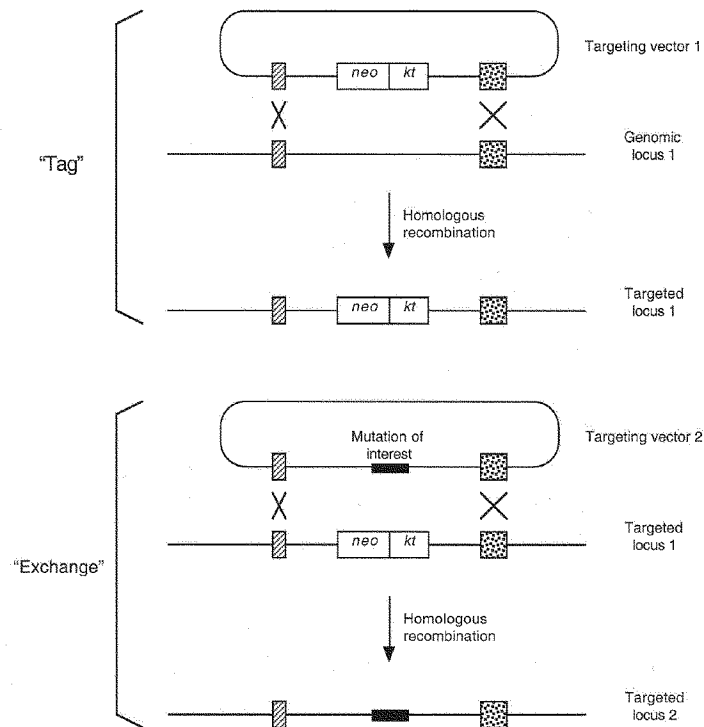 Targeting vector 1
neo kt
Genomic
locus 1
"Tag"
Homologous
recombination
neo kt
Targeted
locus 1
Mutation of
interest
Targeting vector 2
neo kt
Targeted
locus 1
"Exchange"
Homologous
recombination
Targeted
locus 2